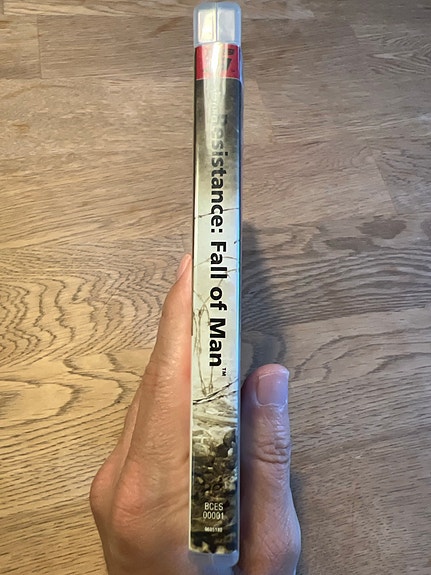 Resistance: Fall of Man™
BCES
00001